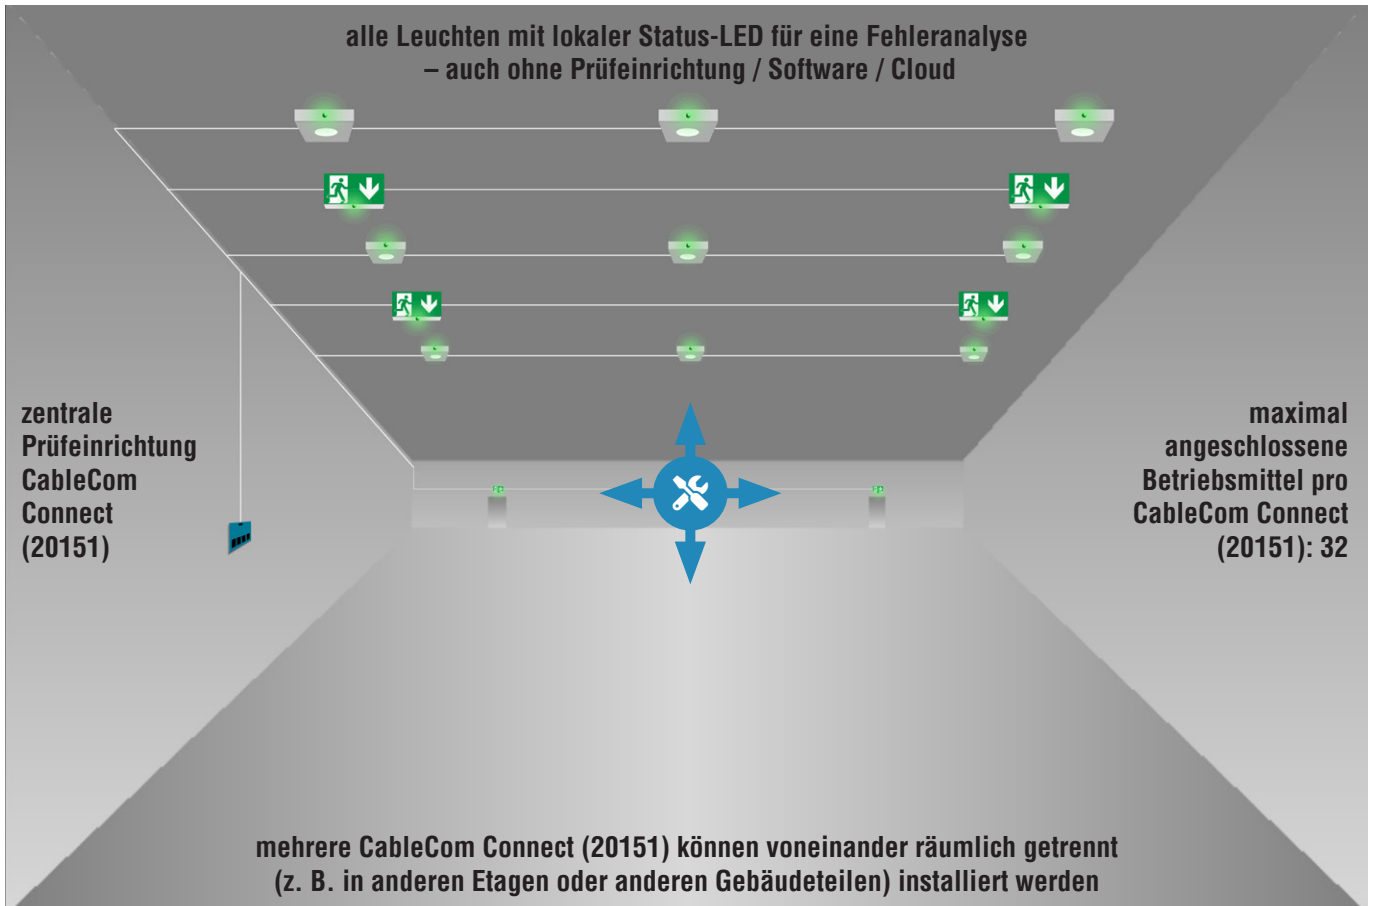 alle Leuchten mit lokaler Status-LED für eine Fehleranalyse
– auch ohne Prüfeinrichtung / Software / Cloud
zentrale
Prüfeinrichtung
CableCom
Connect
(20151)
maximal
angeschlossene
Betriebsmittel pro
CableCom Connect
(20151): 32
mehrere CableCom Connect (20151) können voneinander räumlich getrennt
(z. B. in anderen Etagen oder anderen Gebäudeteilen) installiert werden